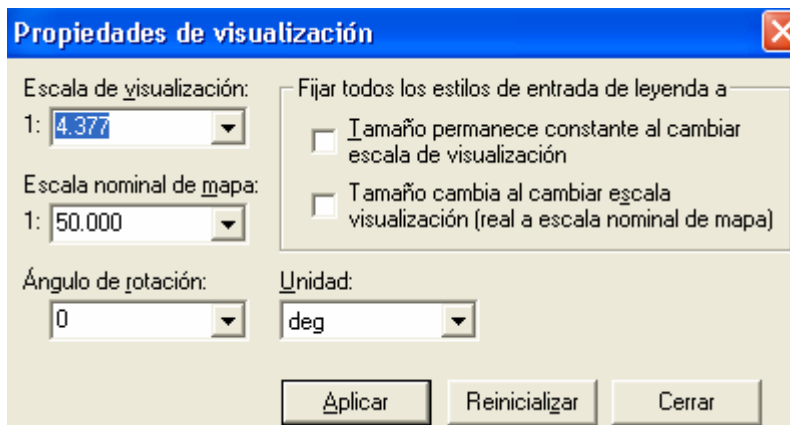 Propiedades de visualización
Escala de visualización:
1: 4.377
Escala nominal de mapa:
1: 50.000
Ángulo de rotación:
0
Fijar todos los estilos de entrada de leyenda a
Tamaño permanece constante al cambiar
escala de visualización
Tamaño cambia al cambiar escala
visualización (real a escala nominal de mapa)
Unidad:
deg
Aplicar
Reinicializar
Cerrar